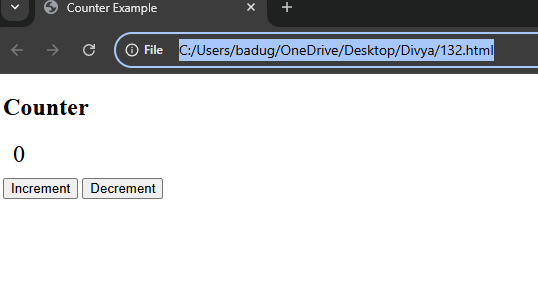 Counter Example
File C:/Users/badug/OneDrive/Desktop/Divya/132.html
Counter
0
Increment Decrement